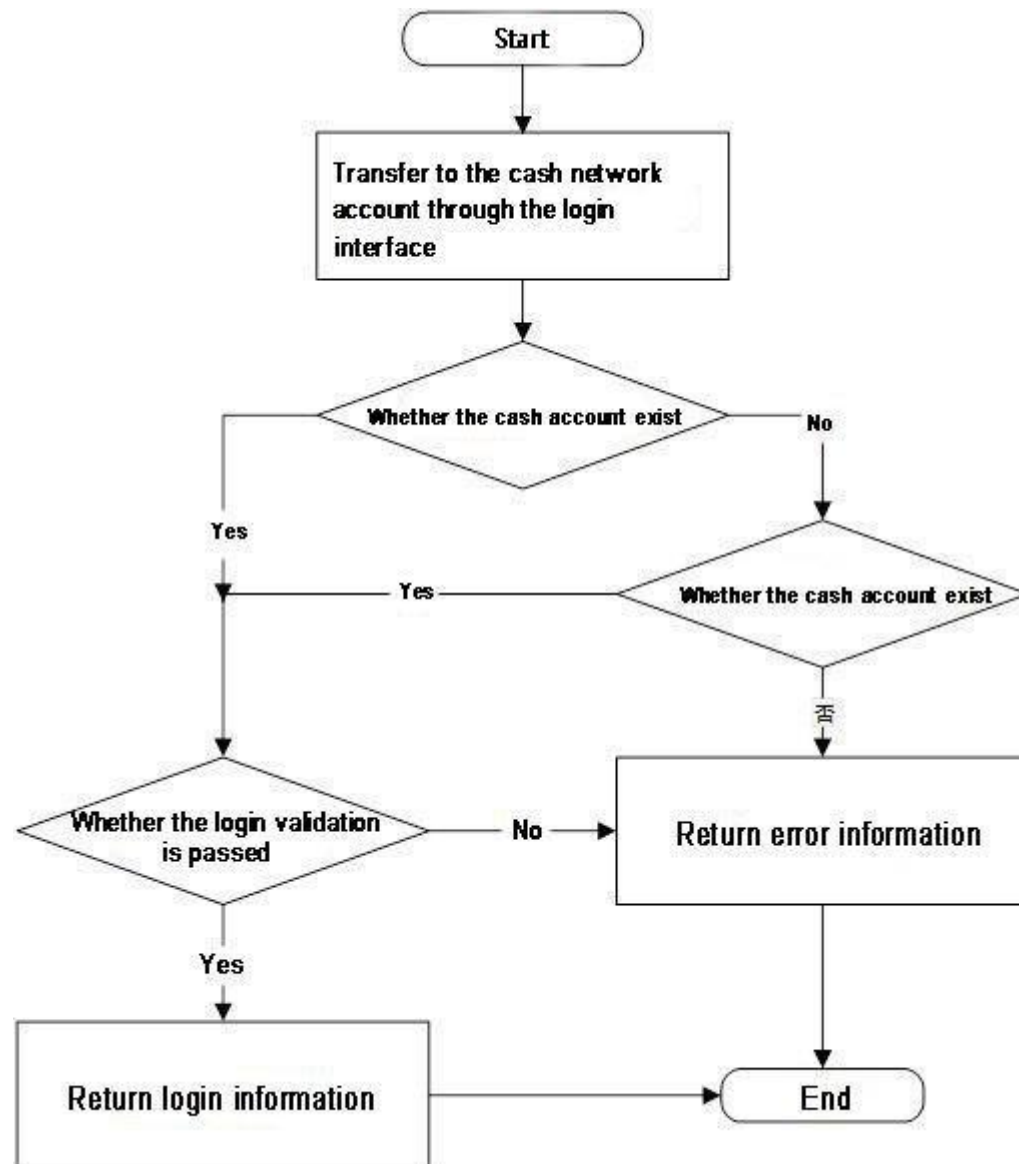 Start
Transfer to the cash network
account through the login
interface
Whether the cash account exist
No
Yes
Yes
Whether the cash account exist
否
Whether the login validation
is passed
No
Return error information
Yes
Return login information
End